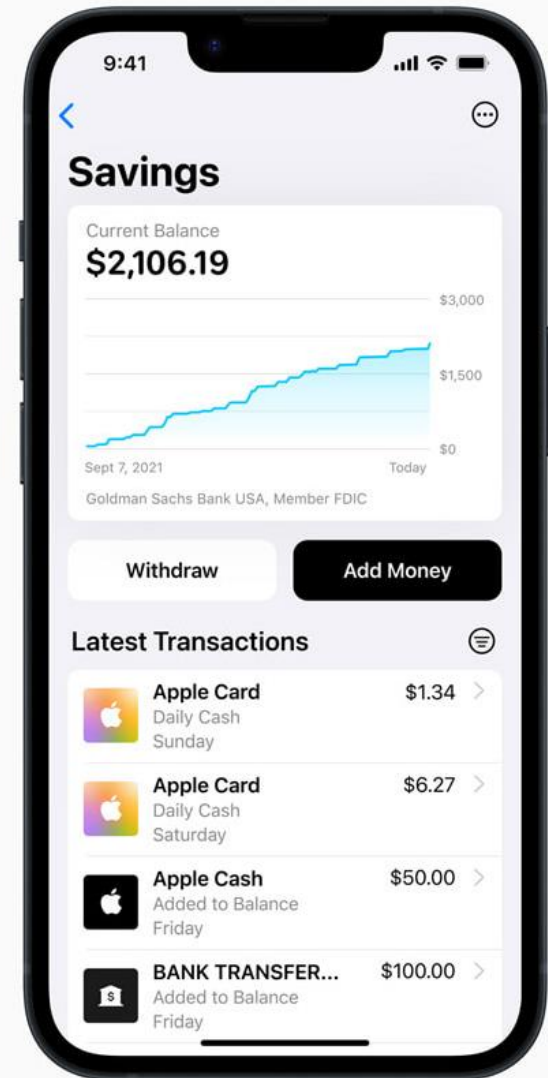 9:41
Savings
Current Balance
$2,106.19
$3,000
$1,500
$0
Sept 7, 2021 Today
Goldman Sachs Bank USA, Member FDIC
Withdraw Add Money
Latest Transactions
Apple Card $1.34
Daily Cash
Sunday
Apple Card $6.27
Daily Cash
Saturday
Apple Cash $50.00
Added to Balance
Friday
BANK TRANSFER... $100.00
Added to Balance
Friday